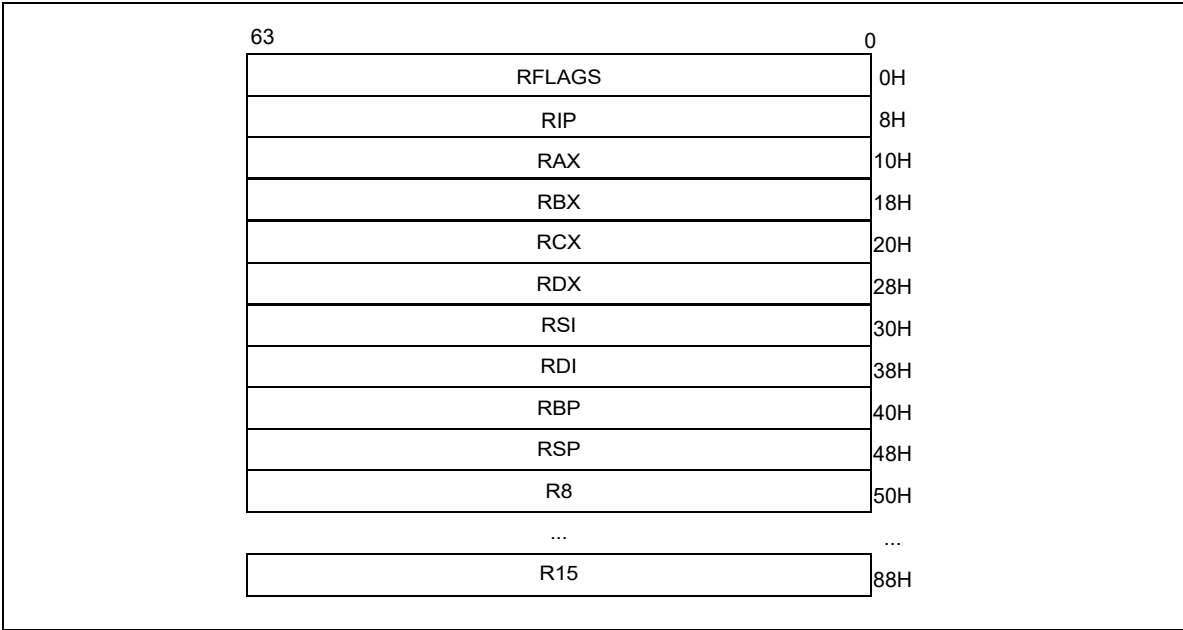 63 0
RFLAGS 0H
RIP 8H
RAX 10H
RBX 18H
RCX 20H
RDX 28H
RSI 30H
RDI 38H
RBP 40H
RSP 48H
R8 50H
... ...
R15 88H